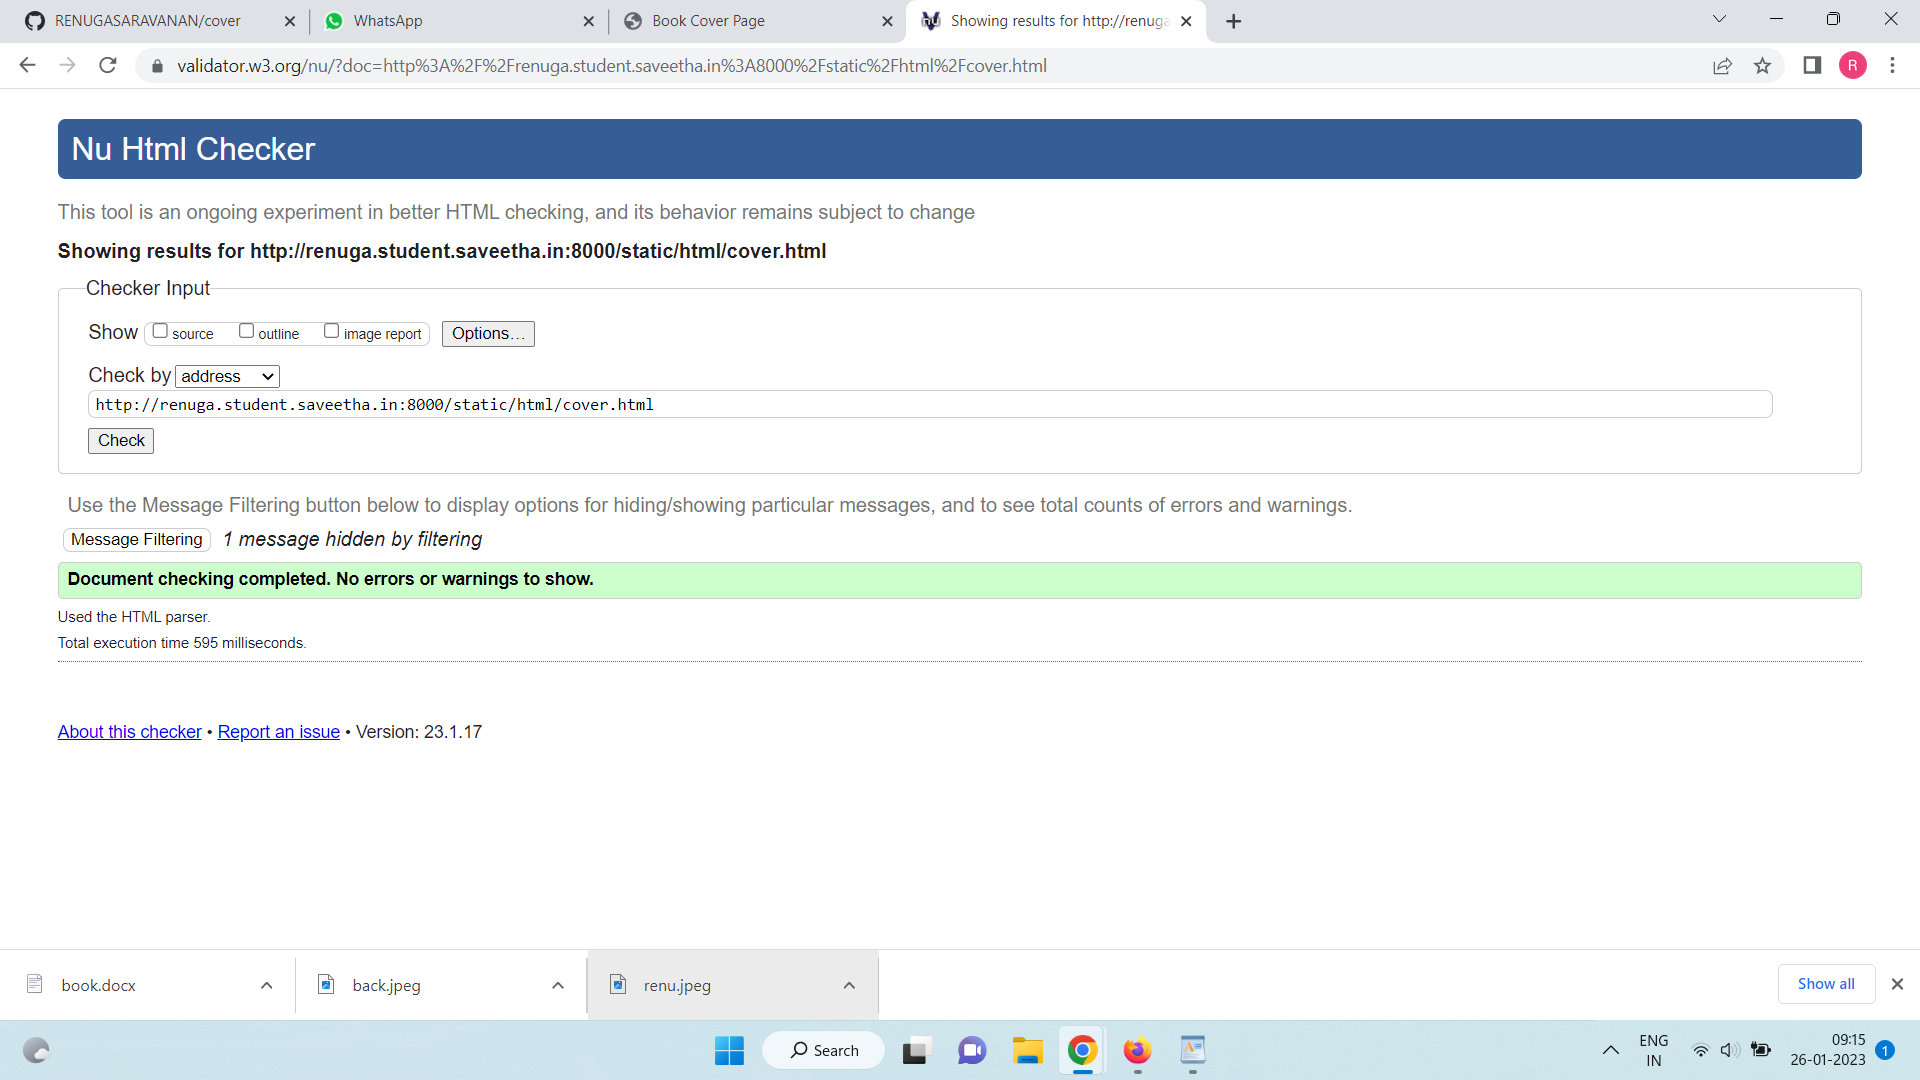 RENUGASARAVANAN/cover
WhatsApp
Book Cover Page
Showing results for http://renuga
validator.w3.org/nu/?doc=http%3A%2F%2Frenuga.student.saveetha.in%3A8000%2Fstatic%2Fhtml%2Fcover.html
R
Nu Html Checker
This tool is an ongoing experiment in better HTML checking, and its behavior remains subject to change
Showing results for http://renuga.student.saveetha.in:8000/static/html/cover.html
Checker Input
Show source outline image report Options...
Check by address
http://renuga.student.saveetha.in:8000/static/html/cover.html
Check
Use the Message Filtering button below to display options for hiding/showing particular messages, and to see total counts of errors and warnings.
Message Filtering 1 message hidden by filtering
Document checking completed. No errors or warnings to show.
Used the HTML parser.
Total execution time 595 milliseconds.
About this checker • Report an issue • Version: 23.1.17
book.docx
back.jpeg
renu.jpeg
Show all
Search
ENG
IN
09:15
26-01-2023
1